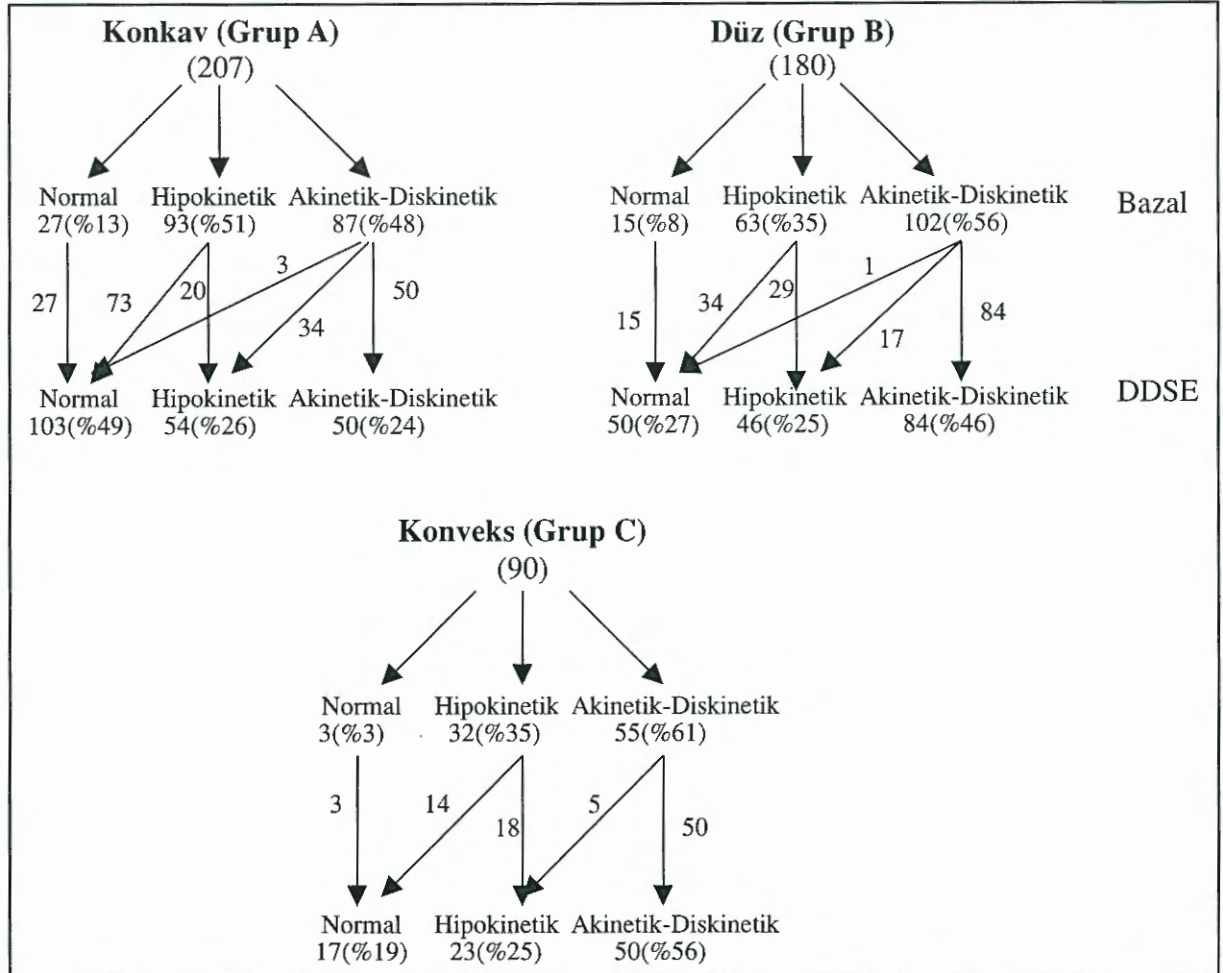 Konkav (Grup A)
(207)
Normal Hipokinetik Akinetik-Diskinetik
27(%13) 93(%51) 87(%48)
27 73 20 3 34 50
Normal Hipokinetik Akinetik-Diskinetik
103(%49) 54(%26) 50(%24)
Düz (Grup B)
(180)
Normal Hipokinetik Akinetik-Diskinetik
15(%8) 63(%35) 102(%56)
15 34 29 1 17 84
Normal Hipokinetik Akinetik-Diskinetik
50(%27) 46(%25) 84(%46)
Bazal
DDSE
Konveks (Grup C)
(90)
Normal Hipokinetik Akinetik-Diskinetik
3(%3) 32(%35) 55(%61)
3 14 18 5 50
Normal Hipokinetik Akinetik-Diskinetik
17(%19) 23(%25) 50(%56)